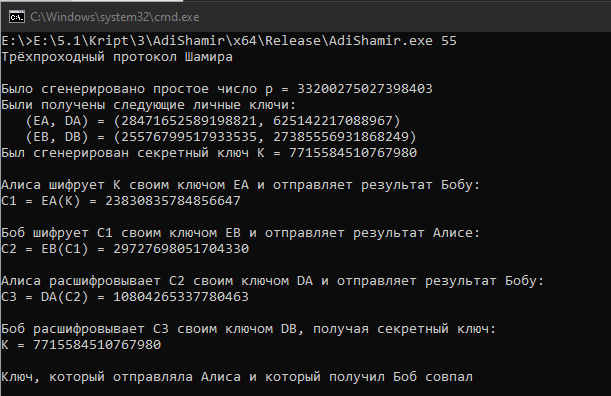 C:\Windows\system32\cmd.exe
E:\>E:\5.1\Kript\3\AdiShamir\x64\Release\AdiShamir.exe 55
Трёхпроходный протокол Шамира
Было сгенерировано простое число p = 33200275027398403
Были получены следующие личные ключи:
(EA, DA) = (28471652589198821, 625142217088967)
(EB, DB) = (25576799517933535, 27385556931868249)
Был сгенерирован секретный ключ K = 7715584510767980
Алиса шифрует K своим ключом EA и отправляет результат Бобу:
C1 = EA(K) = 23830835784856647
Боб шифрует C1 своим ключом EB и отправляет результат Алисе:
C2 = EB(C1) = 29727698051704330
Алиса расшифровывает C2 своим ключом DA и отправляет результат Бобу:
C3 = DA(C2) = 10804265337780463
Боб расшифровывает C3 своим ключом DB, получая секретный ключ:
K = 7715584510767980
Ключ, который отправляла Алиса и который получил Боб совпал